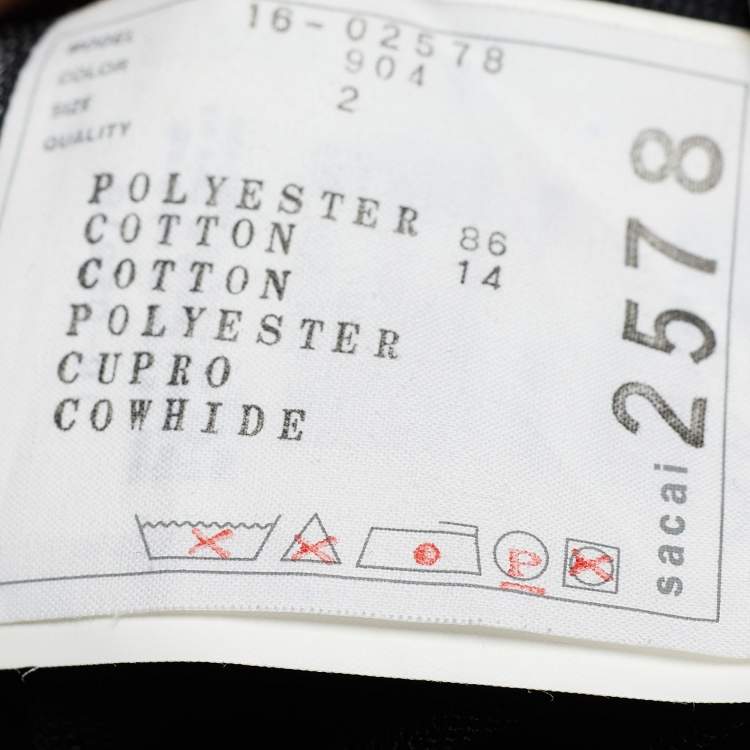 MODEL 16-02578
COLOR 904
SIZE 2
QUALITY
POLYESTER 86
COTTON 14
COTTON
POLYESTER
CUPRO
COWHIDE
P
sacai 2578